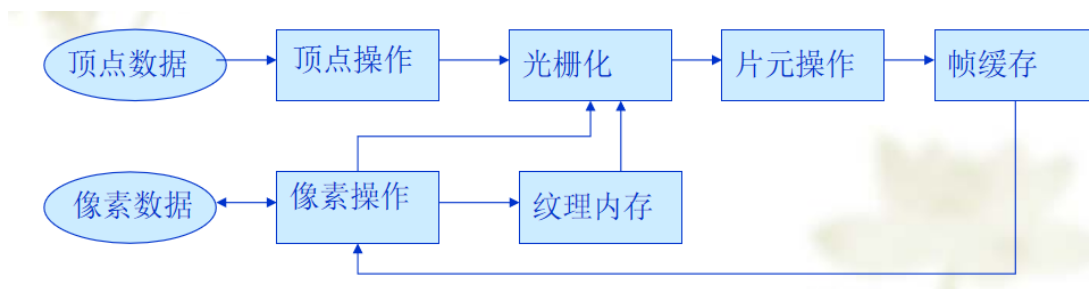 顶点数据
顶点操作
光栅化
片元操作
帧缓存
像素数据
像素操作
纹理内存